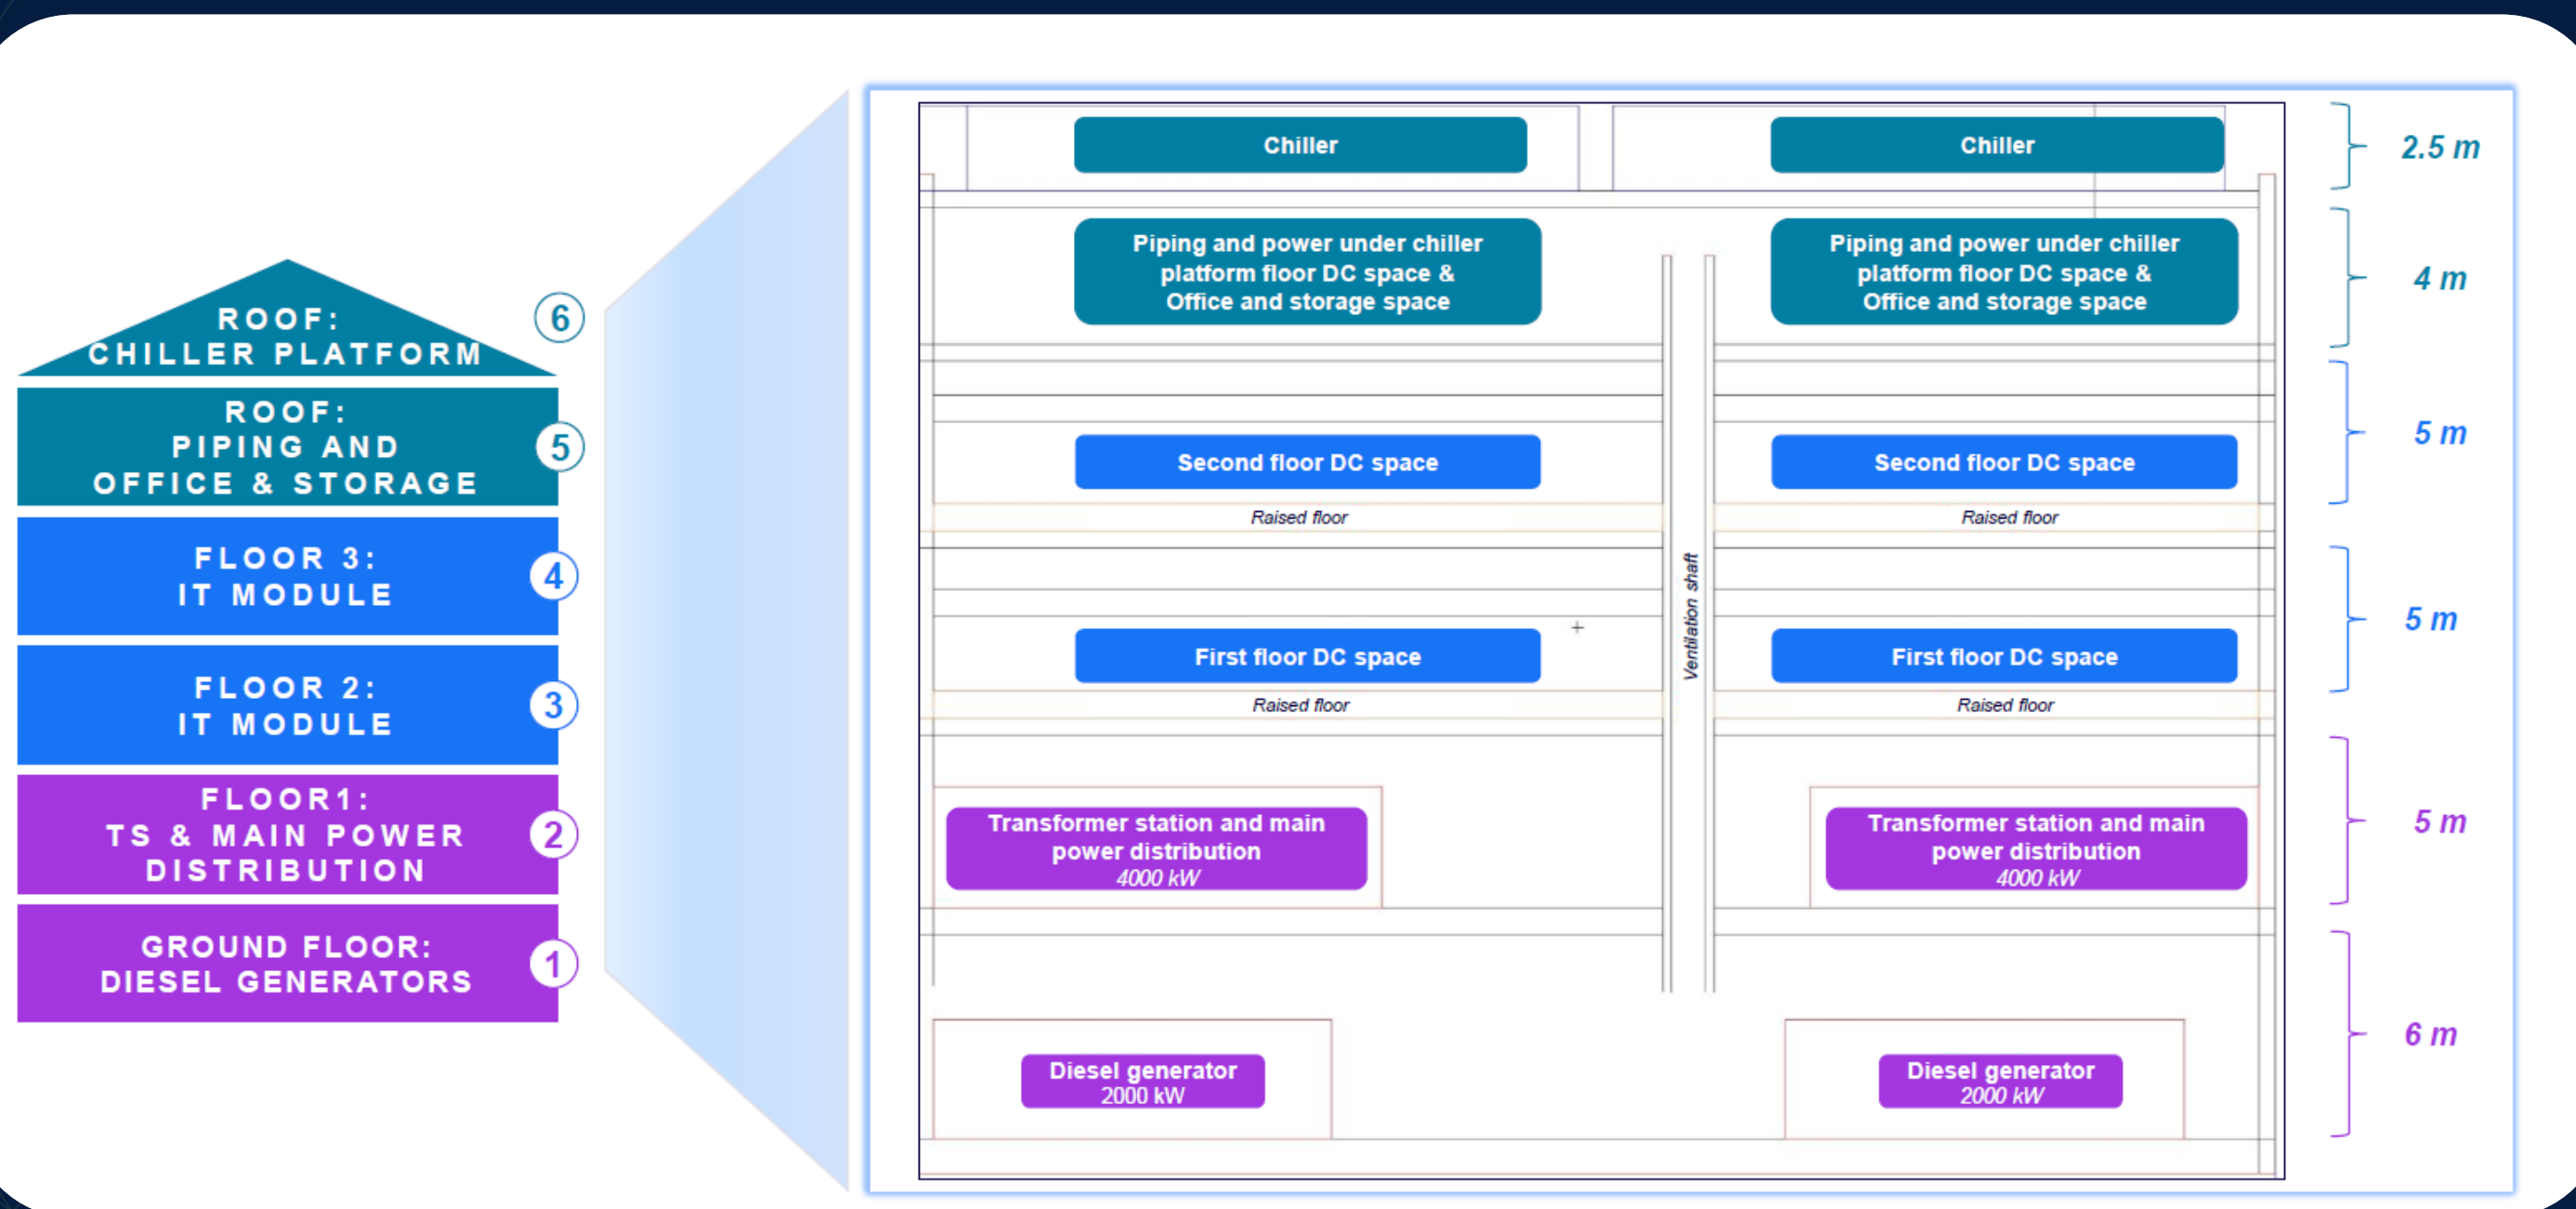 ROOF:
CHILLER PLATFORM
6
ROOF:
PIPING AND
OFFICE & STORAGE
5
FLOOR 3:
IT MODULE
4
FLOOR 2:
IT MODULE
3
FLOOR1:
TS & MAIN POWER
DISTRIBUTION
2
GROUND FLOOR:
DIESEL GENERATORS
1
Chiller
Chiller
2.5 m
Piping and power under chiller
platform floor DC space &
Office and storage space
Piping and power under chiller
platform floor DC space &
Office and storage space
4 m
Second floor DC space
Second floor DC space
5 m
Raised floor
Raised floor
Ventilation shaft
First floor DC space
First floor DC space
5 m
Raised floor
Raised floor
Transformer station and main
power distribution
4000 kW
Transformer station and main
power distribution
4000 kW
5 m
Diesel generator
2000 kW
Diesel generator
2000 kW
6 m